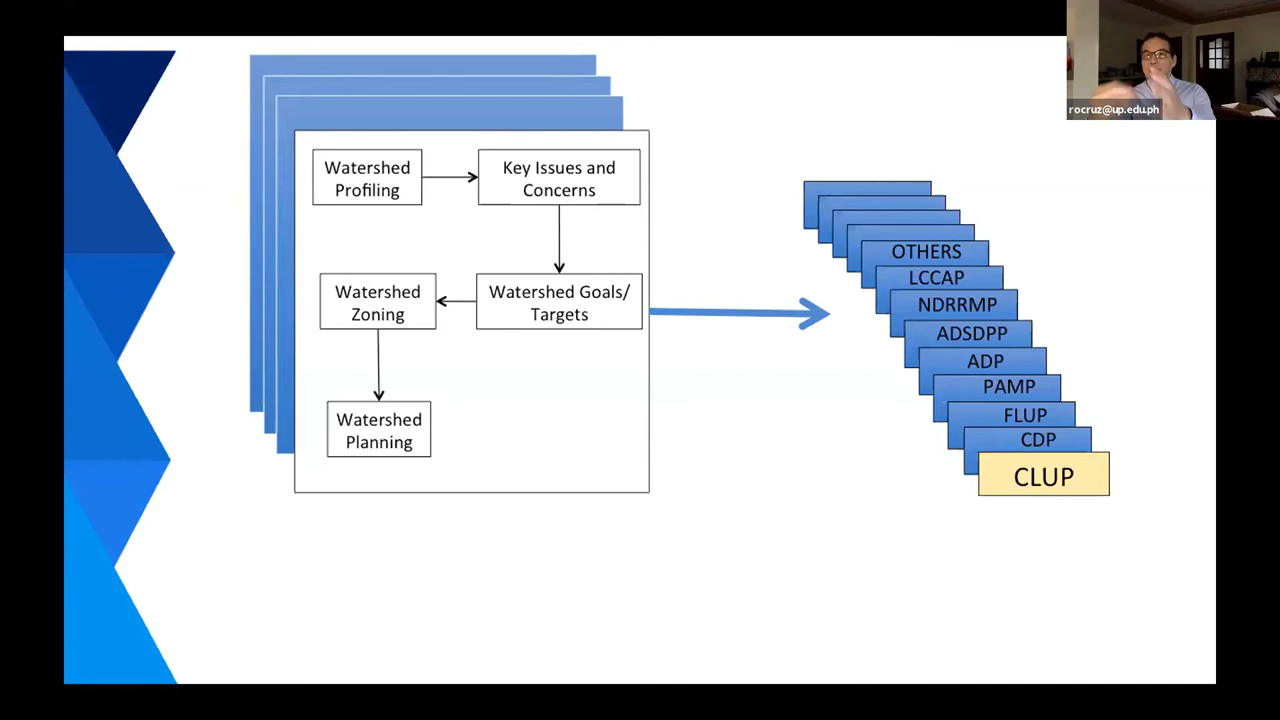 rocruz@up.edu.ph
Watershed
Profiling
Key Issues and
Concerns
Watershed
Zoning
Watershed Goals/
Targets
Watershed
Planning
OTHERS
LCCAP
NDRRMP
ADSDPP
ADP
PAMP
FLUP
CDP
CLUP